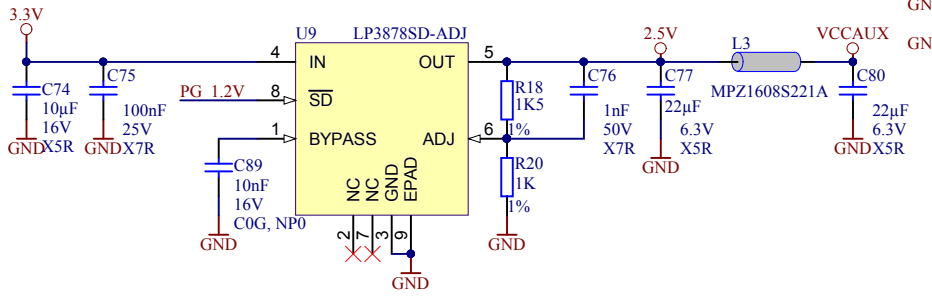 GN
GN
3.3V
C74
10µF
16V
X5R
GND
C75
100nF
25V
X7R
GND
PG 1.2V
C89
10nF
16V
C0G, NP0
GND
U9 LP3878SD-ADJ
4 IN
8 SD
1 BYPASS
OUT 5
ADJ 6
NC NC GND EPAD
2 7 3 9
GND
R18
1K5
1%
R20
1K
1%
GND
C76
1nF
50V
X7R
2.5V
C77
22µF
6.3V
X5R
GND
L3
MPZ1608S221A
VCCAUX
C80
22µF
6.3V
X5R
GND